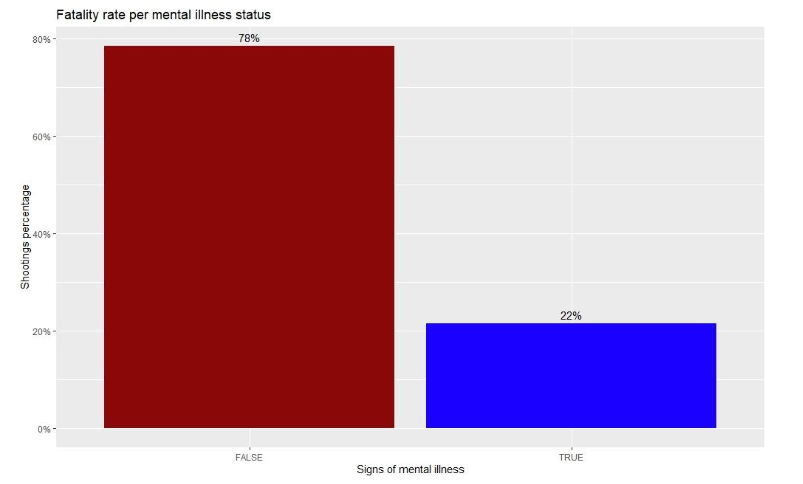 Fatality rate per mental illness status
78%
80%
60%
Shootings percentage
40%
22%
20%
0%
FALSE
TRUE
Signs of mental illness